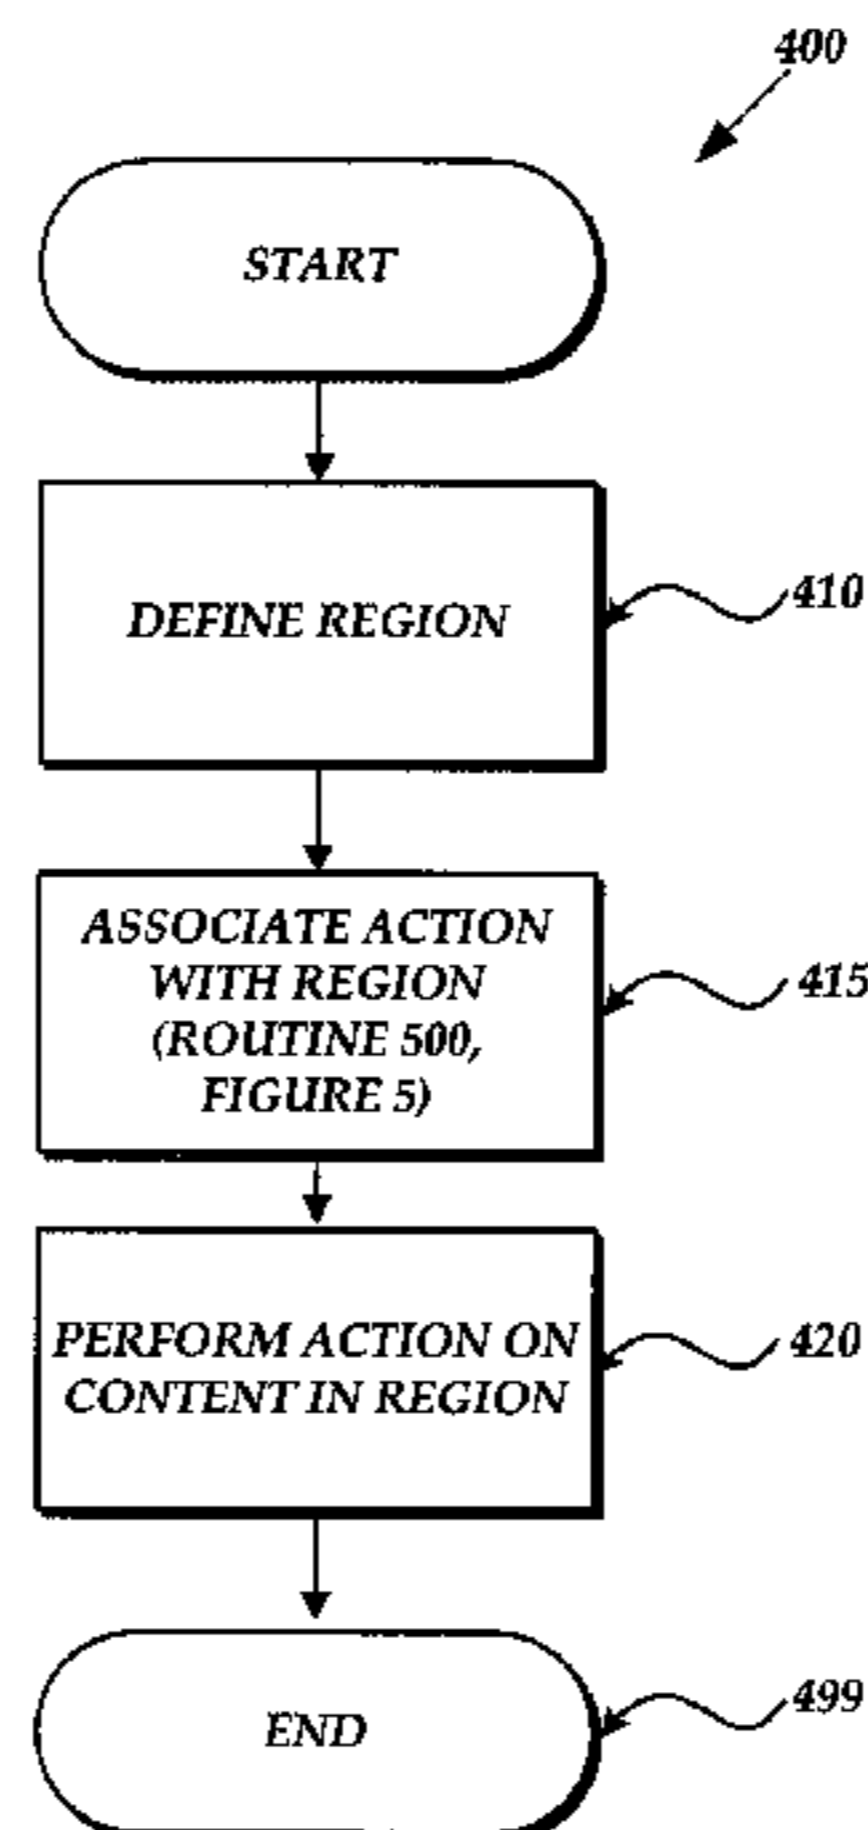 400
START
DEFINE REGION
410
ASSOCIATE ACTION
WITH REGION
(ROUTINE 500,
FIGURE 5)
415
PERFORM ACTION ON
CONTENT IN REGION
420
END
499